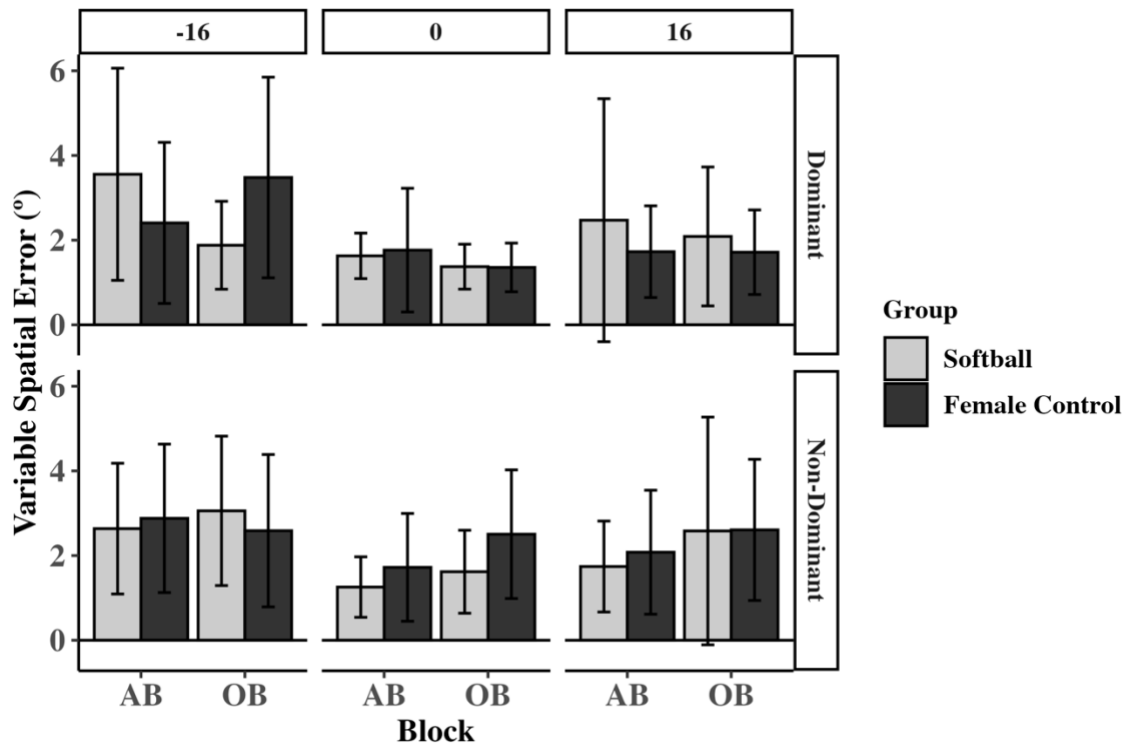 -16
0
16
Variable Spatial Error (º)
6
4
2
0
Dominant
6
4
2
0
Non-Dominant
AB
OB
AB
OB
AB
OB
Block
Group
Softball
Female Control